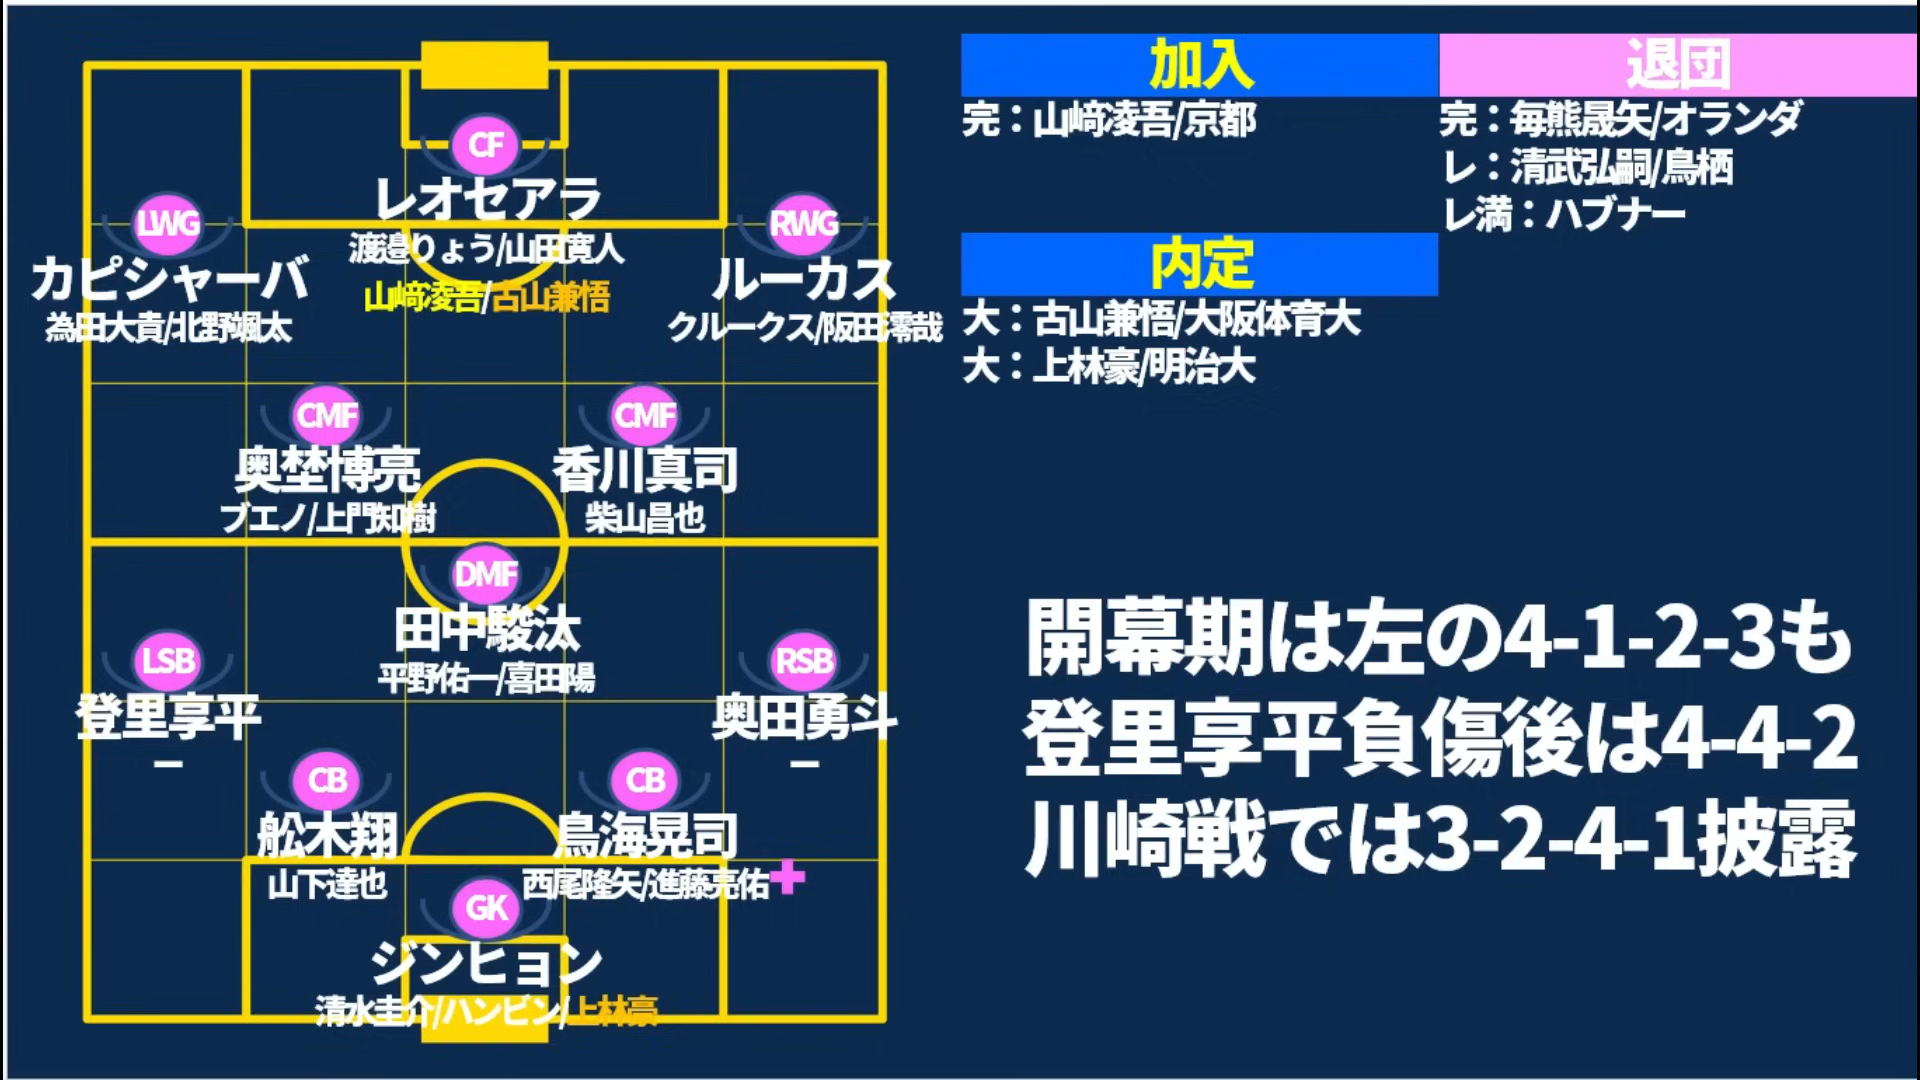 CF
レオセアラ
渡邉りょう/山田寛人
山﨑凌吾/古山兼悟
LWG
カピシャーバ
為田大貴/北野颯太
RWG
ルーカス
クルークス/阪田澪哉
CMF
奥埜博亮
ブエノ/上門知樹
CMF
香川真司
柴山昌也
DMF
田中駿汰
平野佑一/喜田陽
LSB
登里享平
ー
RSB
奥田勇斗
ー
CB
舩木翔
山下達也
CB
鳥海晃司
西尾隆矢/進藤亮佑+
GK
ジンヒョン
清水圭介/ハンビン/上林豪
加入
完：山﨑凌吾/京都
退団
完：毎熊晟矢/オランダ
レ：清武弘嗣/鳥栖
レ満：ハブナー
内定
大：古山兼悟/大阪体育大
大：上林豪/明治大
開幕期は左の4-1-2-3も
登里享平負傷後は4-4-2
川崎戦では3-2-4-1披露